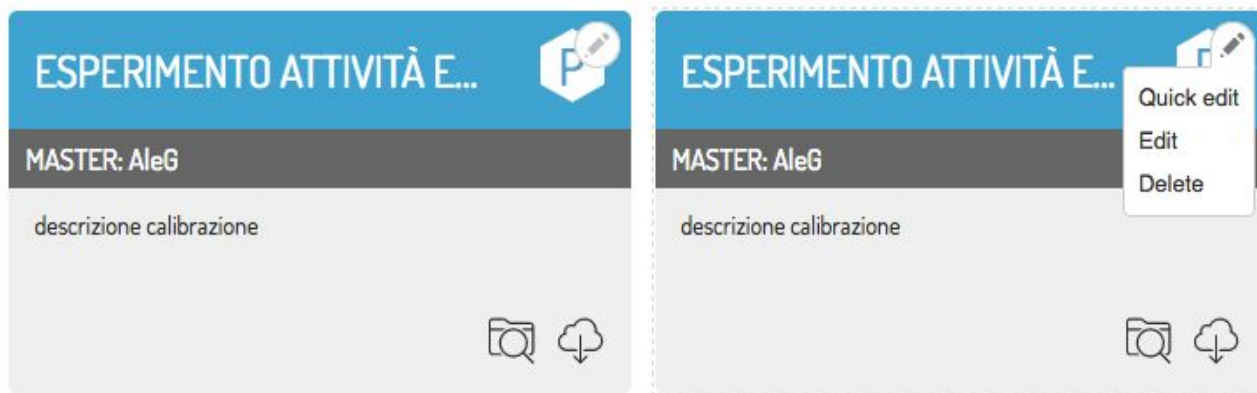 ESPERIMENTO ATTIVITÀ E...
P
MASTER: AleG
descrizione calibrazione
ESPERIMENTO ATTIVITÀ E...
Quick edit
Edit
Delete
MASTER: AleG
descrizione calibrazione